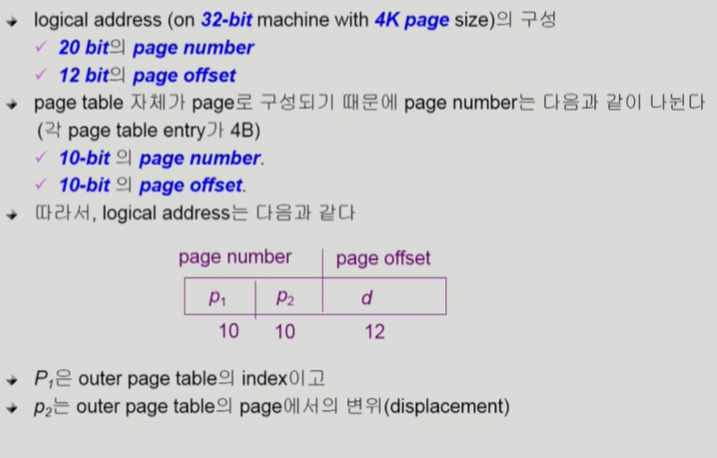 logical address (on 32-bit machine with 4K page size)의 구성
✓ 20 bit의 page number
✓ 12 bit의 page offset
page table 자체가 page로 구성되기 때문에 page number는 다음과 같이 나뉜다
(각 page table entry가 4B)
✓ 10-bit 의 page number.
✓ 10-bit 의 page offset.
따라서, logical address는 다음과 같다
page number page offset
p₁ p₂ d
10 10 12
P₁은 outer page table의 index이고
p₂는 outer page table의 page에서의 변위(displacement)